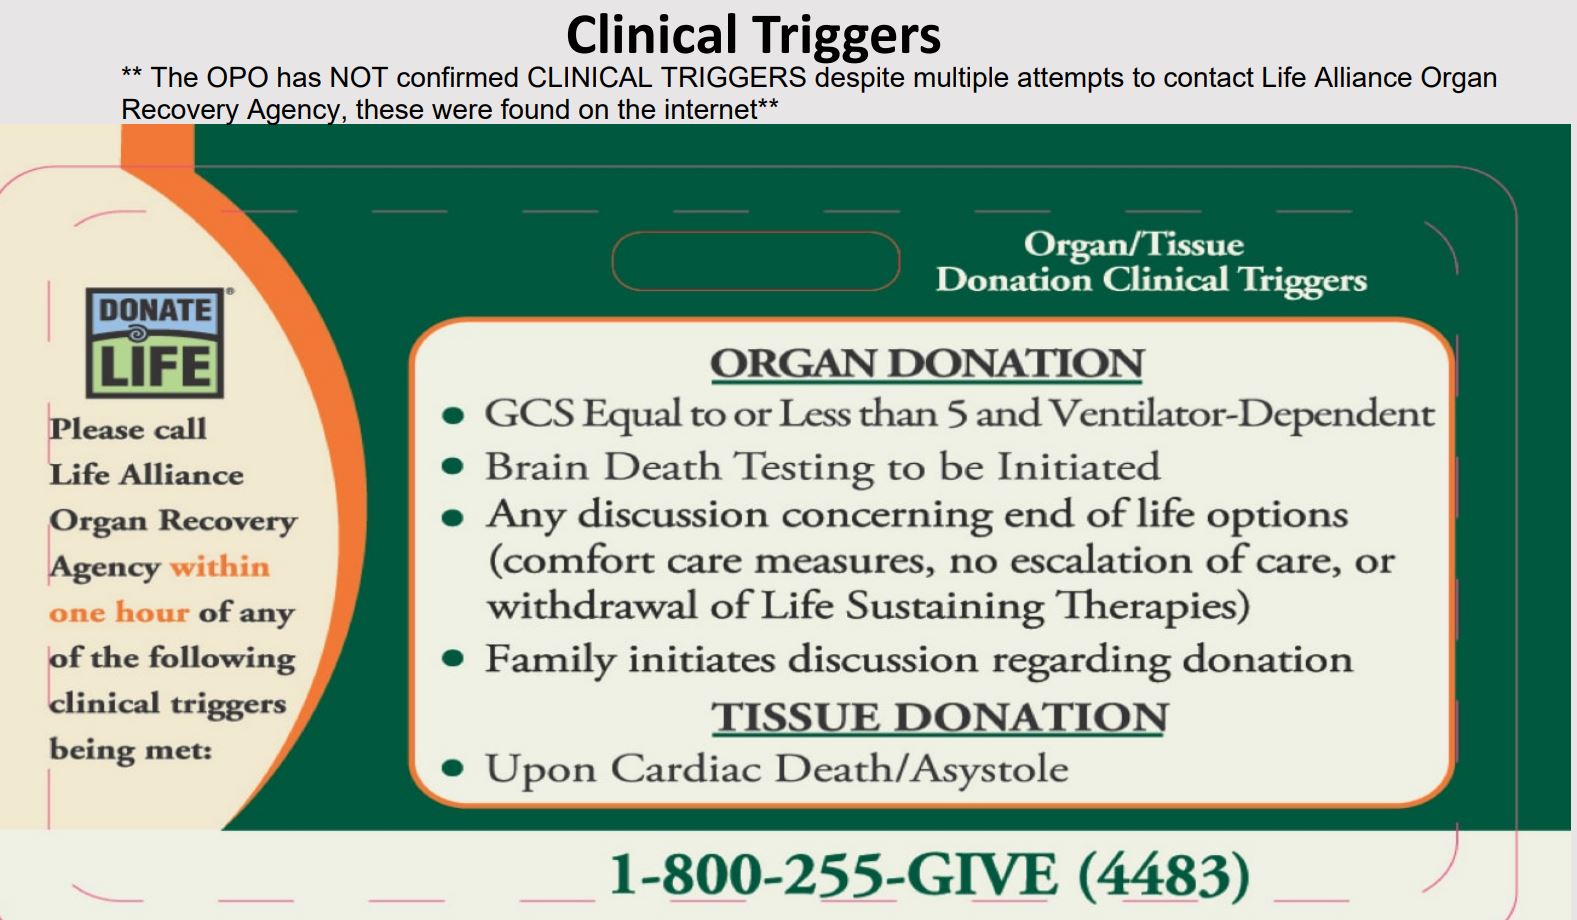 Clinical Triggers
** The OPO has NOT confirmed CLINICAL TRIGGERS despite multiple attempts to contact Life Alliance Organ
Recovery Agency, these were found on the internet**
DONATE
LIFE
®
Please call
Life Alliance
Organ Recovery
Agency within
one hour of any
of the following
clinical triggers
being met:
Organ/Tissue
Donation Clinical Triggers
ORGAN DONATION
• GCS Equal to or Less than 5 and Ventilator-Dependent
• Brain Death Testing to be Initiated
• Any discussion concerning end of life options
(comfort care measures, no escalation of care, or
withdrawal of Life Sustaining Therapies)
• Family initiates discussion regarding donation
TISSUE DONATION
• Upon Cardiac Death/Asystole
1-800-255-GIVE (4483)